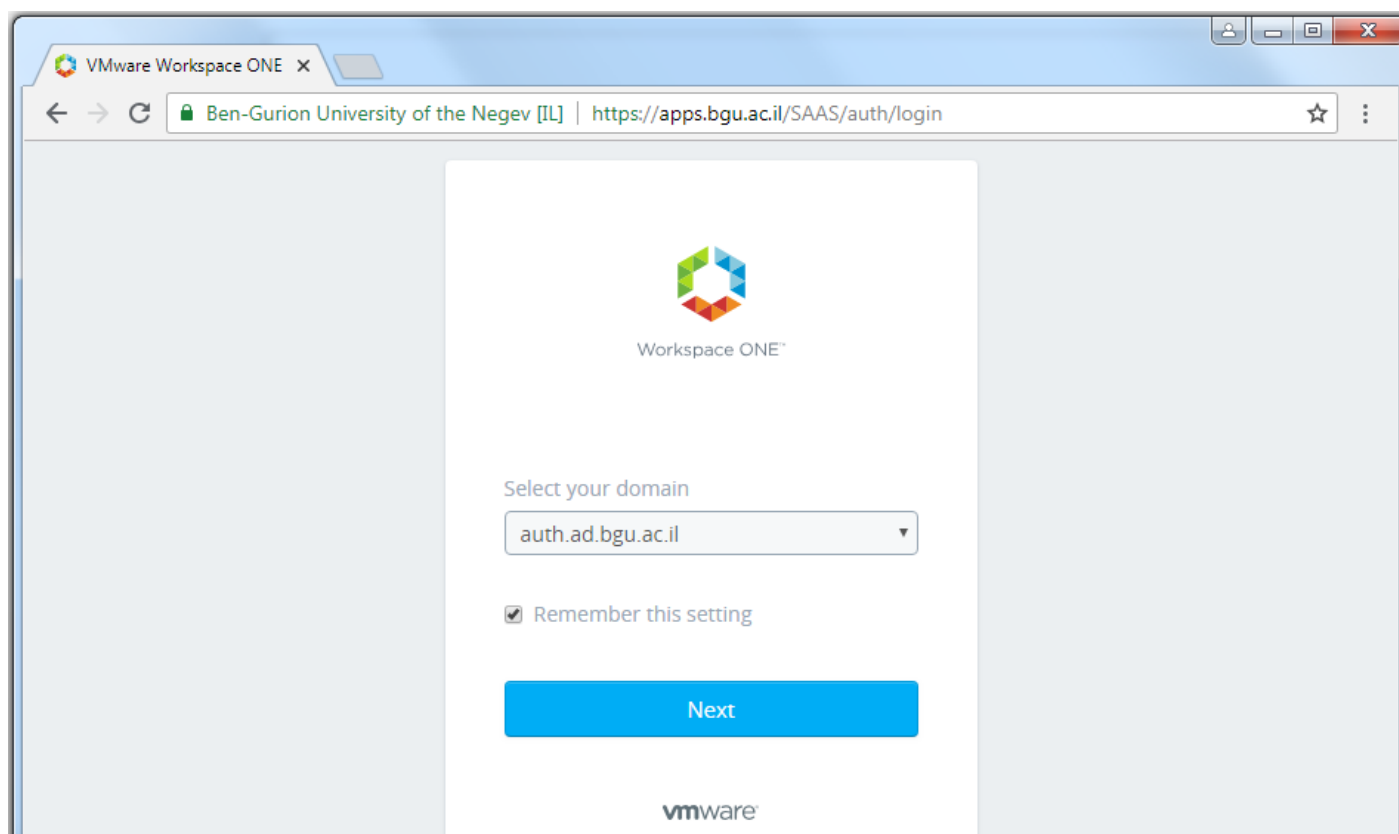 VMware Workspace ONE
Ben-Gurion University of the Negev [IL] | https://apps.bgu.ac.il/SAAS/auth/login
Workspace ONE™
Select your domain
auth.ad.bgu.ac.il
Remember this setting
Next
vmware